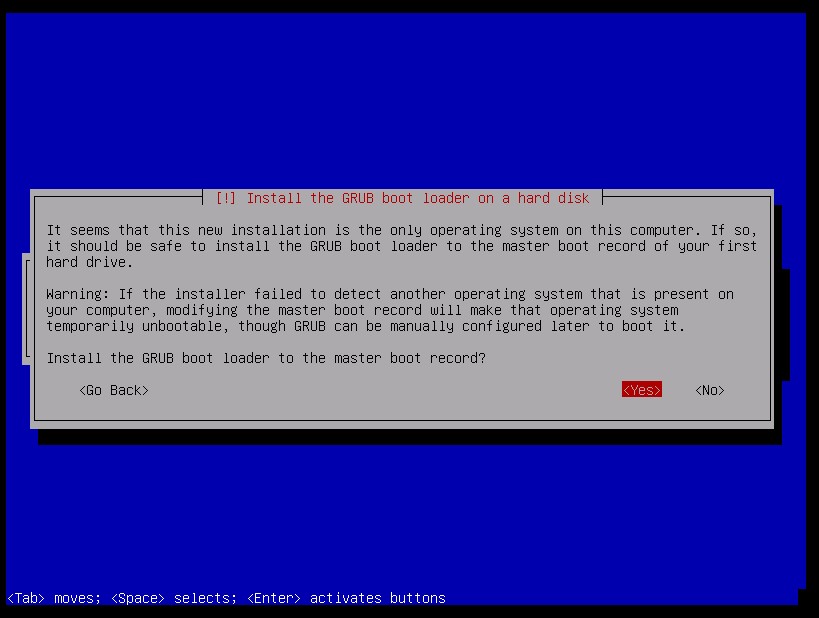 [!] Install the GRUB boot loader on a hard disk
It seems that this new installation is the only operating system on this computer. If so,
it should be safe to install the GRUB boot loader to the master boot record of your first
hard drive.
Warning: If the installer failed to detect another operating system that is present on
your computer, modifying the master boot record will make that operating system
temporarily unbootable, though GRUB can be manually configured later to boot it.
Install the GRUB boot loader to the master boot record?
<Go Back> <Yes> <No>
<Tab> moves; <Space> selects; <Enter> activates buttons